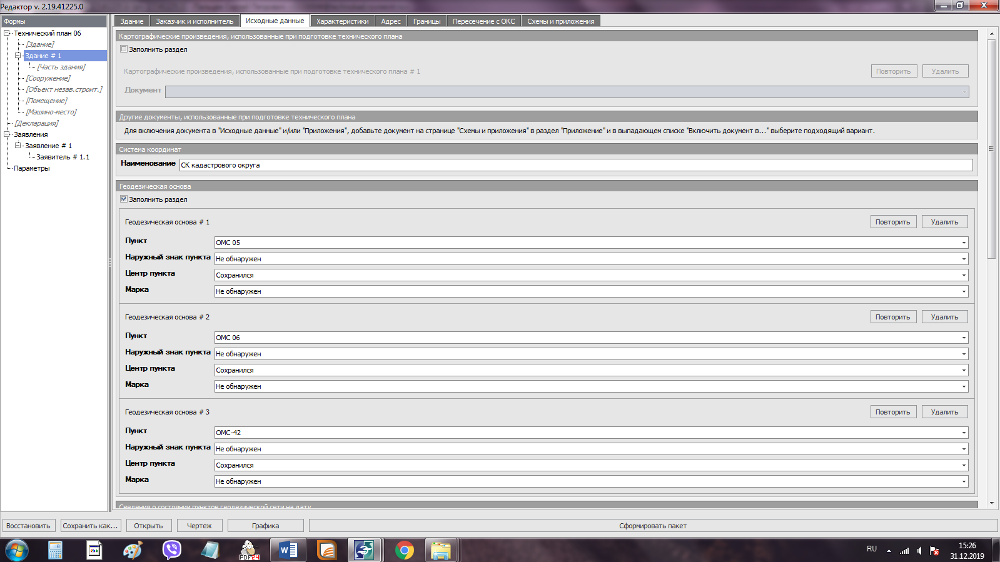 Редактор v. 2.19.41225.0
Формы
Технический план 06
[Здание]
Здание # 1
[Часть здания]
[Сооружение]
[Объект незав.строит.]
[Помещение]
[Машино-место]
[Декларация]
Заявления
Заявление # 1
Заявитель # 1.1
Параметры
Здание Заказчик и исполнитель Исходные данные Характеристики Адрес Границы Пересечение с ОКС Схемы и приложения
Картографические произведения, использованные при подготовке технического плана
Заполнить раздел
Картографические произведения, использованные при подготовке технического плана # 1 Повторить Удалить
Документ
Другие документы, использованные при подготовке технического плана
Для включения документа в "Исходные данные" и/или "Приложения", добавьте документ на странице "Схемы и приложения" в раздел "Приложение" и в выпадающем списке "Включить документ в..." выберите подходящий вариант.
Система координат
Наименование СК кадастрового округа
Геодезическая основа
Заполнить раздел
Геодезическая основа # 1 Повторить Удалить
Пункт ОМС 05
Наружный знак пункта Не обнаружен
Центр пункта Сохранился
Марка Не обнаружен
Геодезическая основа # 2 Повторить Удалить
Пункт ОМС 06
Наружный знак пункта Не обнаружен
Центр пункта Сохранился
Марка Не обнаружен
Геодезическая основа # 3 Повторить Удалить
Пункт ОМС-42
Наружный знак пункта Не обнаружен
Центр пункта Сохранился
Марка Не обнаружен
Сведения о состоянии пунктов геодезической сети на дату
Восстановить Сохранить как... Открыть Чертеж Графика Сформировать пакет
PDF24
W
RU
15:26
31.12.2019